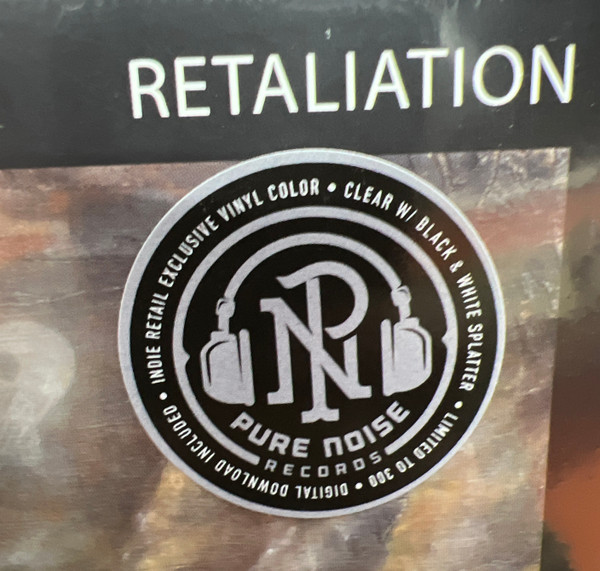 RETALIATION
INDIE RETAIL EXCLUSIVE VINYL COLOR • CLEAR W/ BLACK & WHITE SPLATTER • LIMITED TO 300 • DIGITAL DOWNLOAD INCLUDED •
PN
PURE NOISE
RECORDS